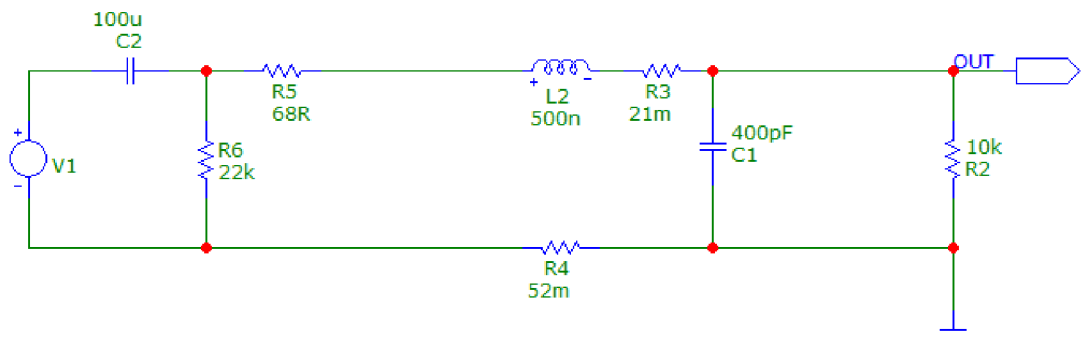 100u
C2
OUT
R5
68R
L2
500n
R3
21m
400pF
C1
10k
R2
R6
22k
V1
R4
52m